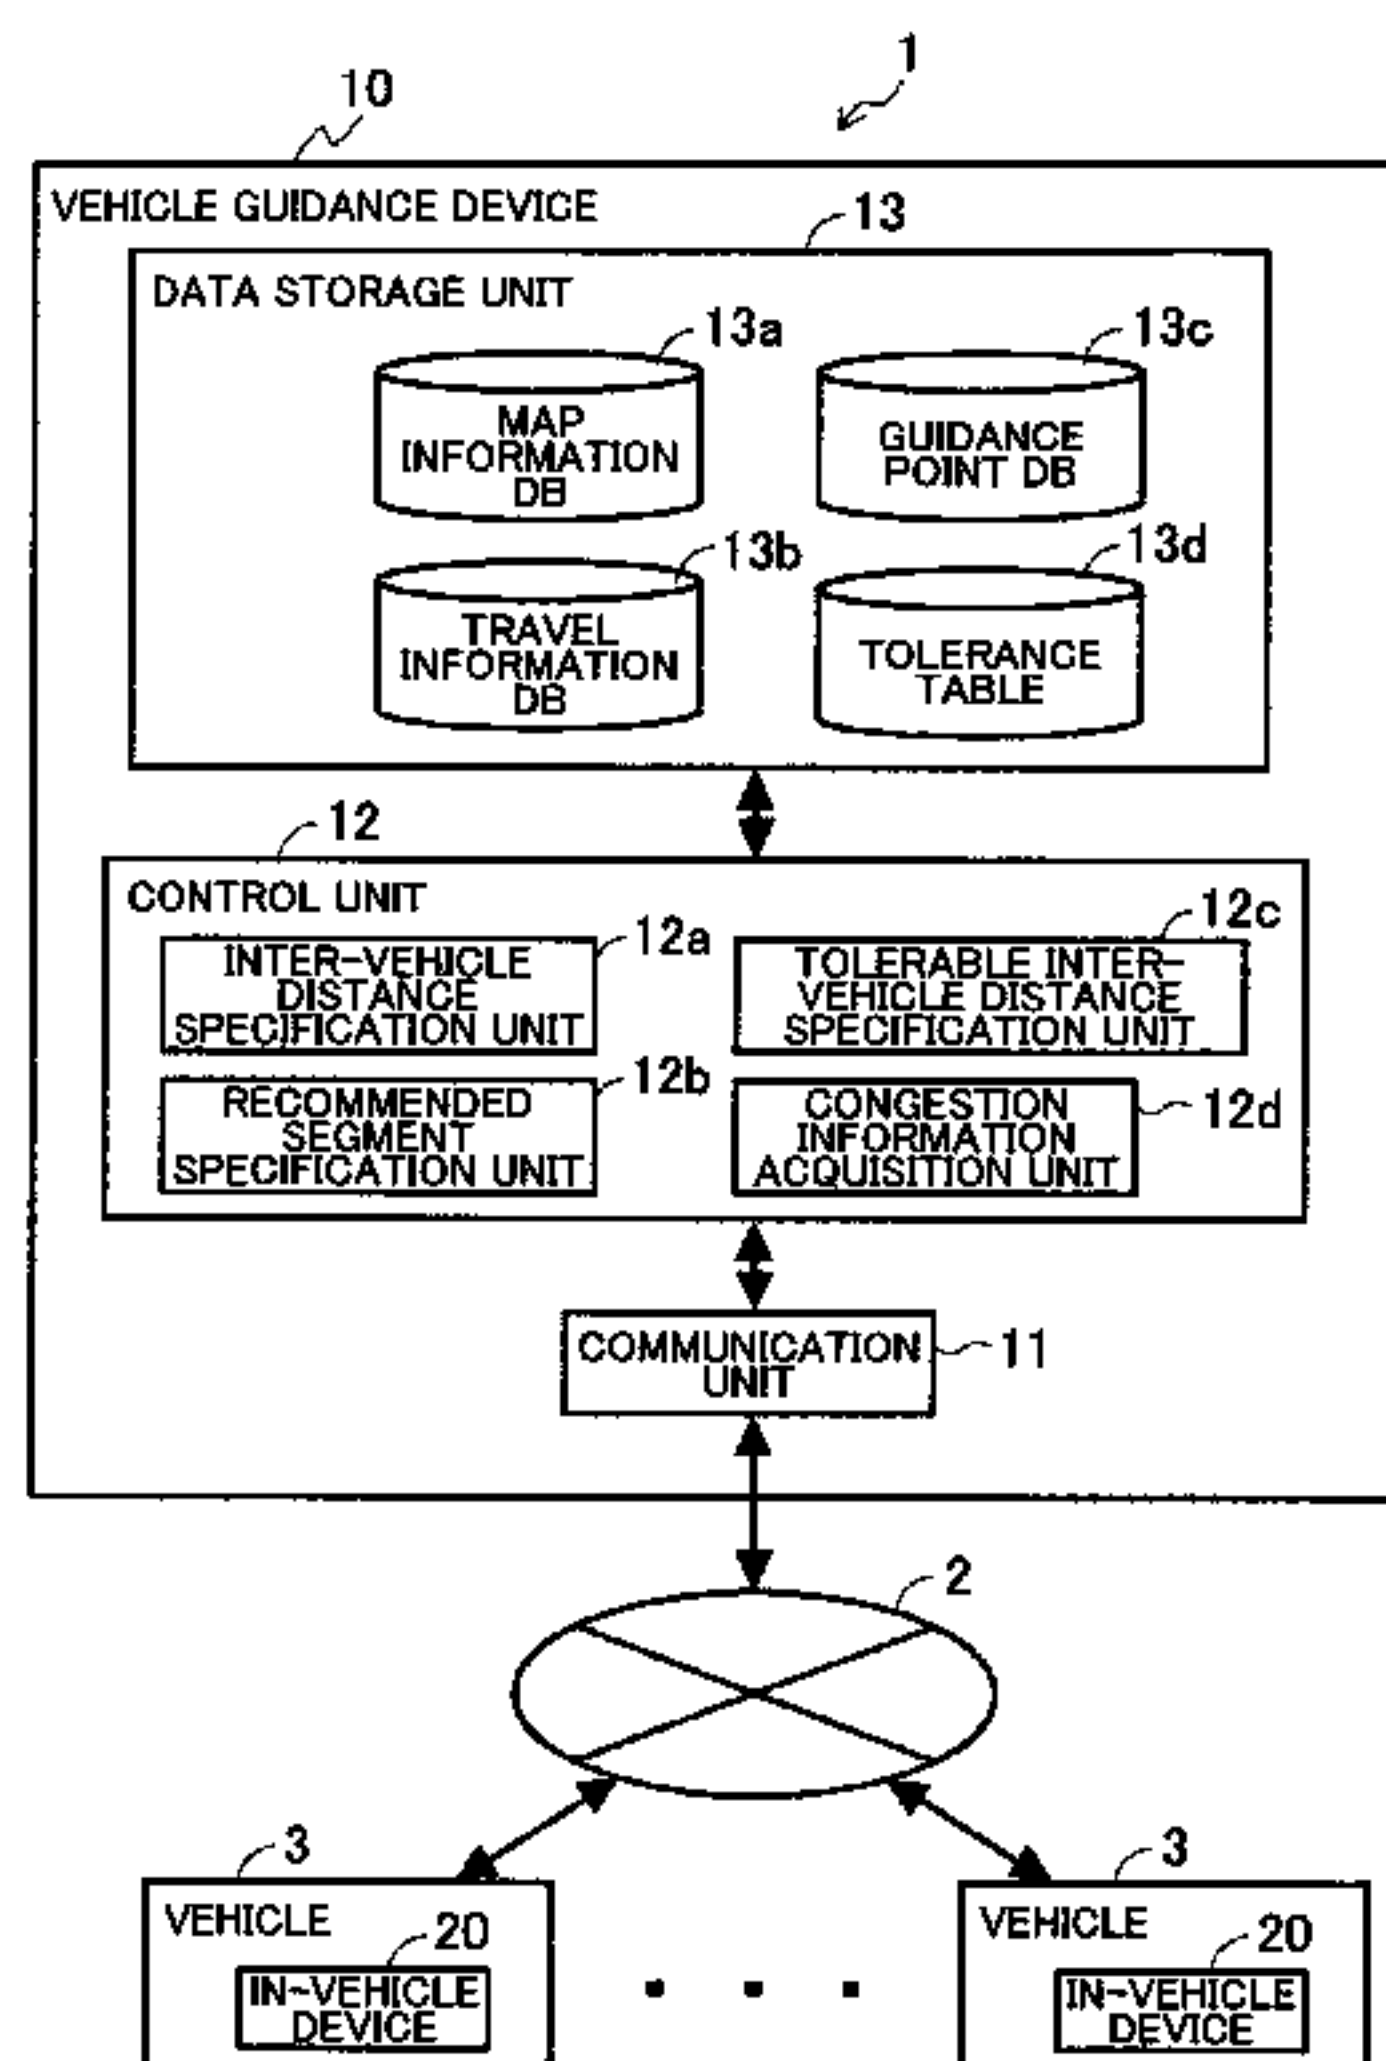 1
10
VEHICLE GUIDANCE DEVICE
13
DATA STORAGE UNIT
13a
MAP
INFORMATION
DB
13c
GUIDANCE
POINT DB
13b
TRAVEL
INFORMATION
DB
13d
TOLERANCE
TABLE
12
CONTROL UNIT
12a
INTER-VEHICLE
DISTANCE
SPECIFICATION UNIT
12c
TOLERABLE INTER-
VEHICLE DISTANCE
SPECIFICATION UNIT
12b
RECOMMENDED
SEGMENT
SPECIFICATION UNIT
12d
CONGESTION
INFORMATION
ACQUISITION UNIT
COMMUNICATION
UNIT
11
2
3
VEHICLE
20
IN-VEHICLE
DEVICE
3
VEHICLE
20
IN-VEHICLE
DEVICE